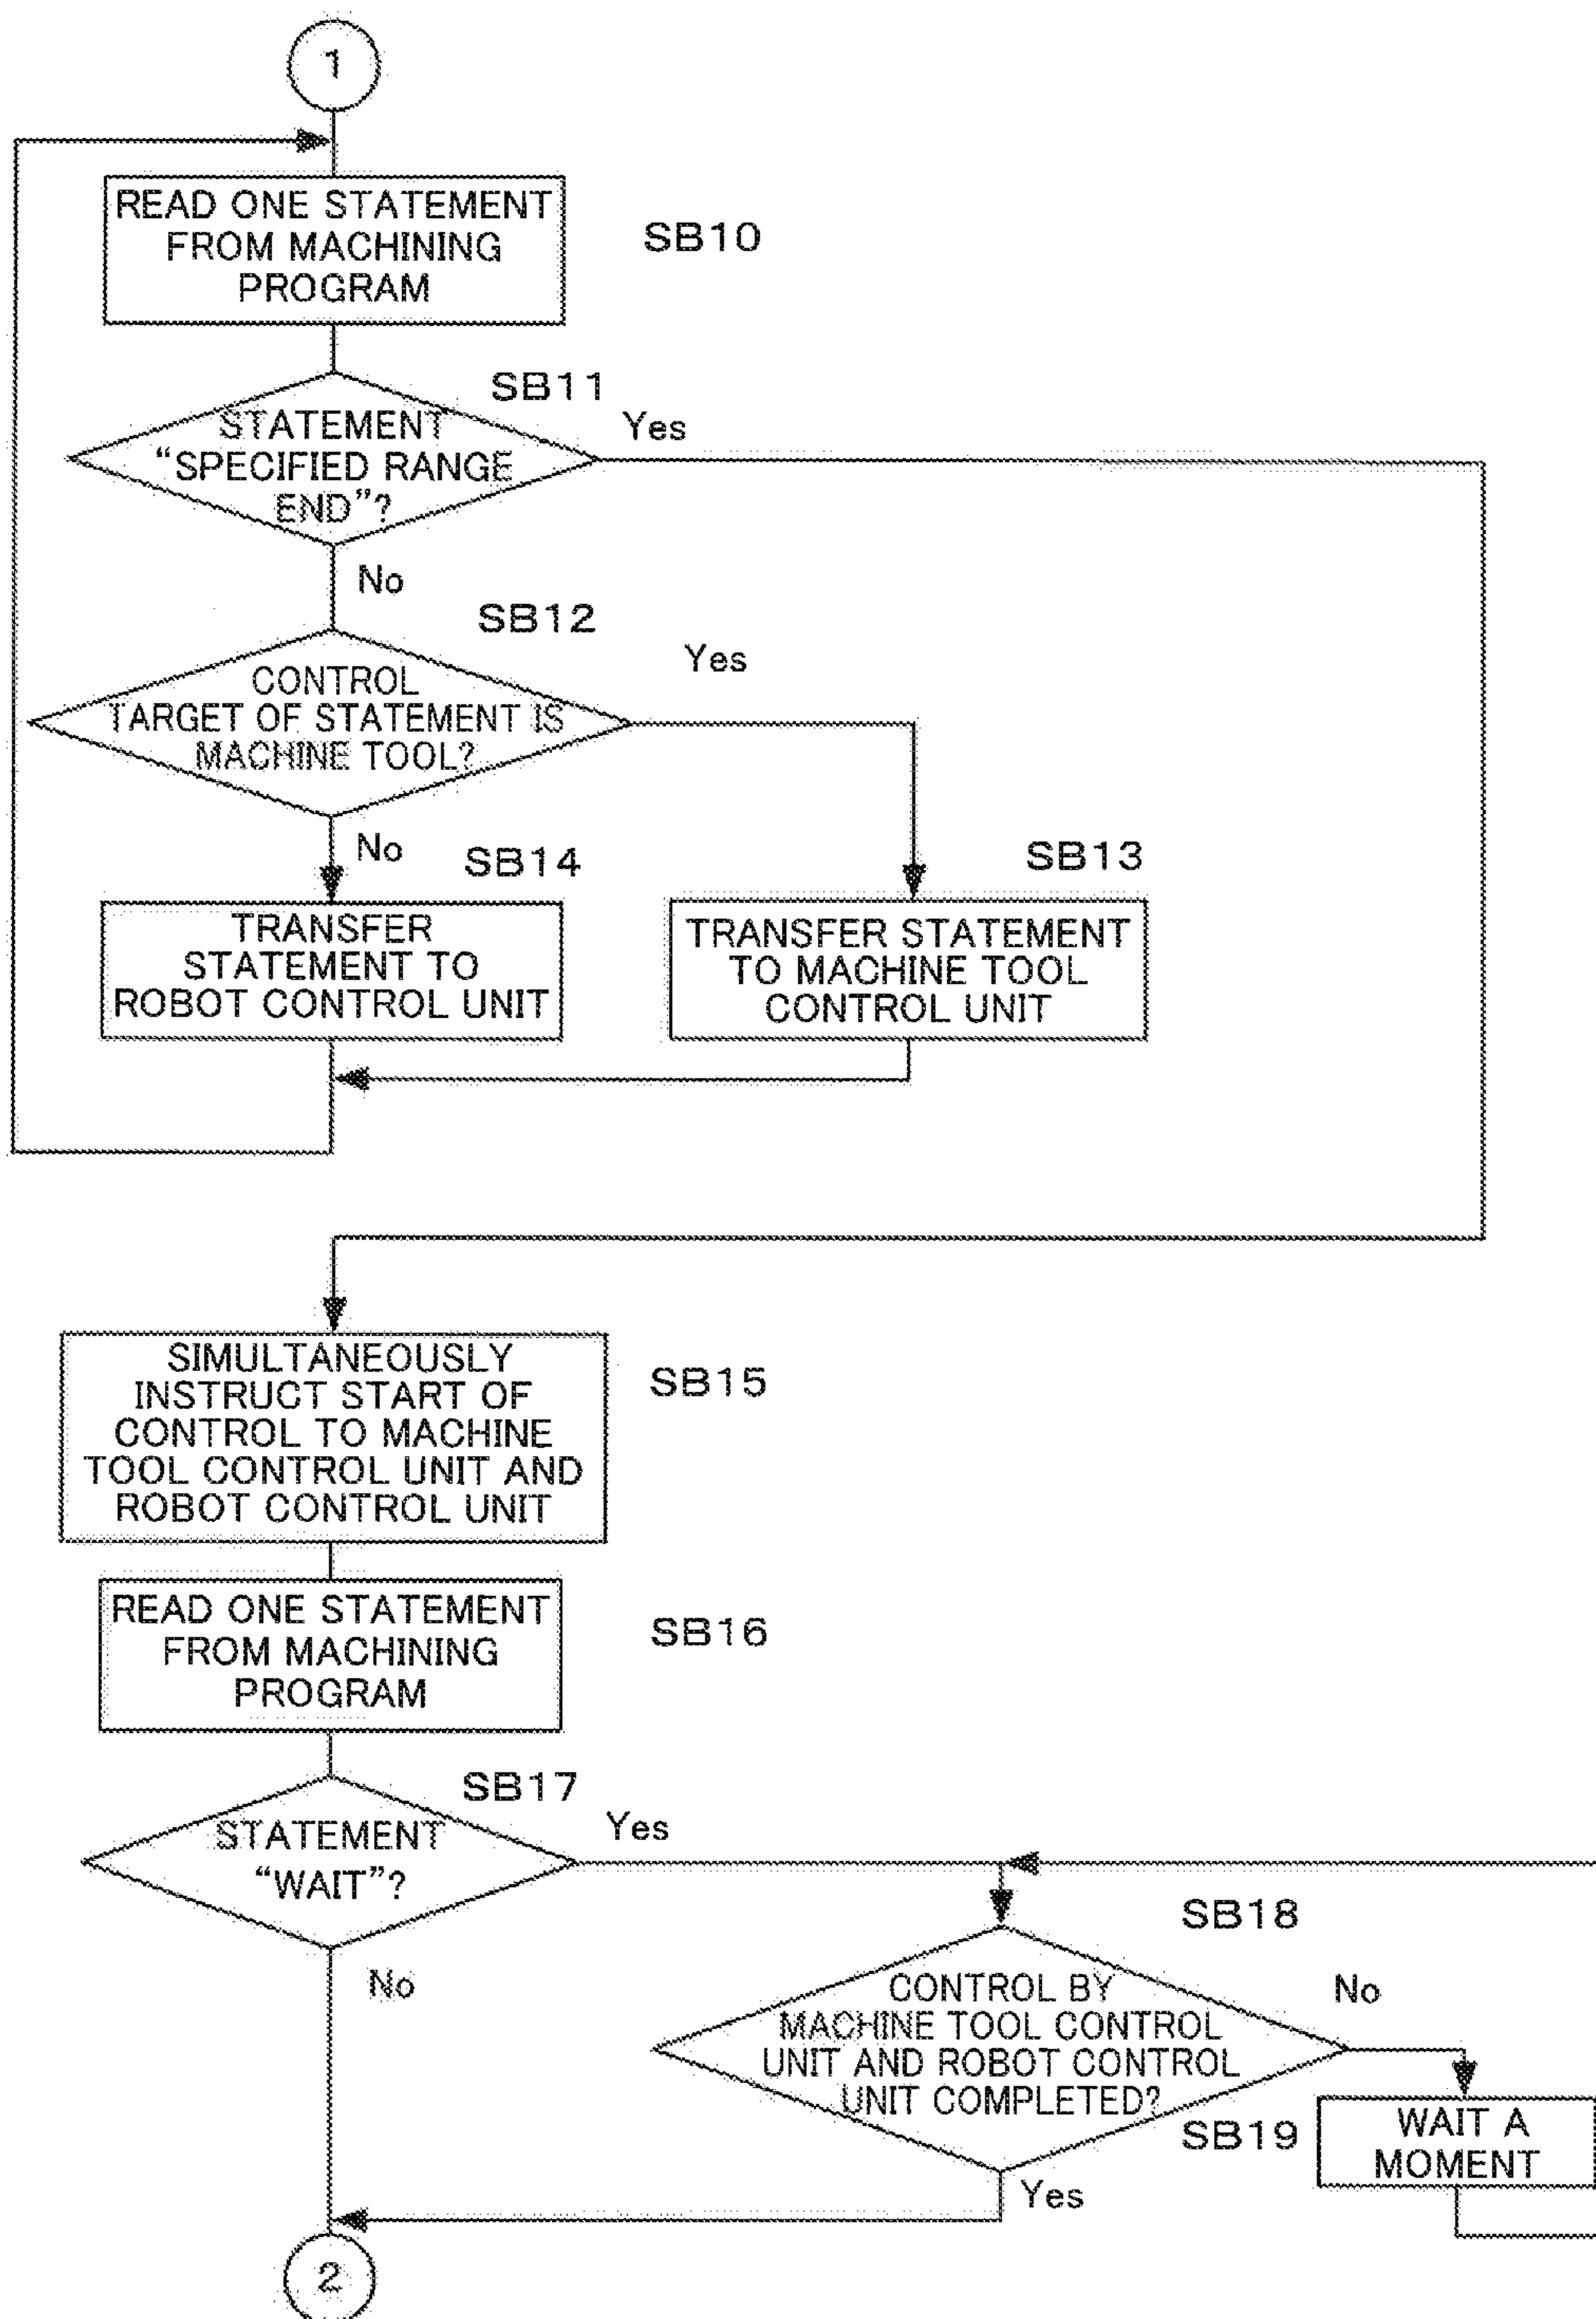 1
READ ONE STATEMENT
FROM MACHINING
PROGRAM
SB10
SB11
STATEMENT
“SPECIFIED RANGE
END”?
Yes
No
SB12
CONTROL
TARGET OF STATEMENT IS
MACHINE TOOL?
Yes
No
SB14
TRANSFER
STATEMENT TO
ROBOT CONTROL UNIT
SB13
TRANSFER STATEMENT
TO MACHINE TOOL
CONTROL UNIT
SIMULTANEOUSLY
INSTRUCT START OF
CONTROL TO MACHINE
TOOL CONTROL UNIT AND
ROBOT CONTROL UNIT
SB15
READ ONE STATEMENT
FROM MACHINING
PROGRAM
SB16
SB17
STATEMENT
“WAIT”?
Yes
No
SB18
CONTROL BY
MACHINE TOOL CONTROL
UNIT AND ROBOT CONTROL
UNIT COMPLETED?
No
SB19
WAIT A
MOMENT
Yes
2